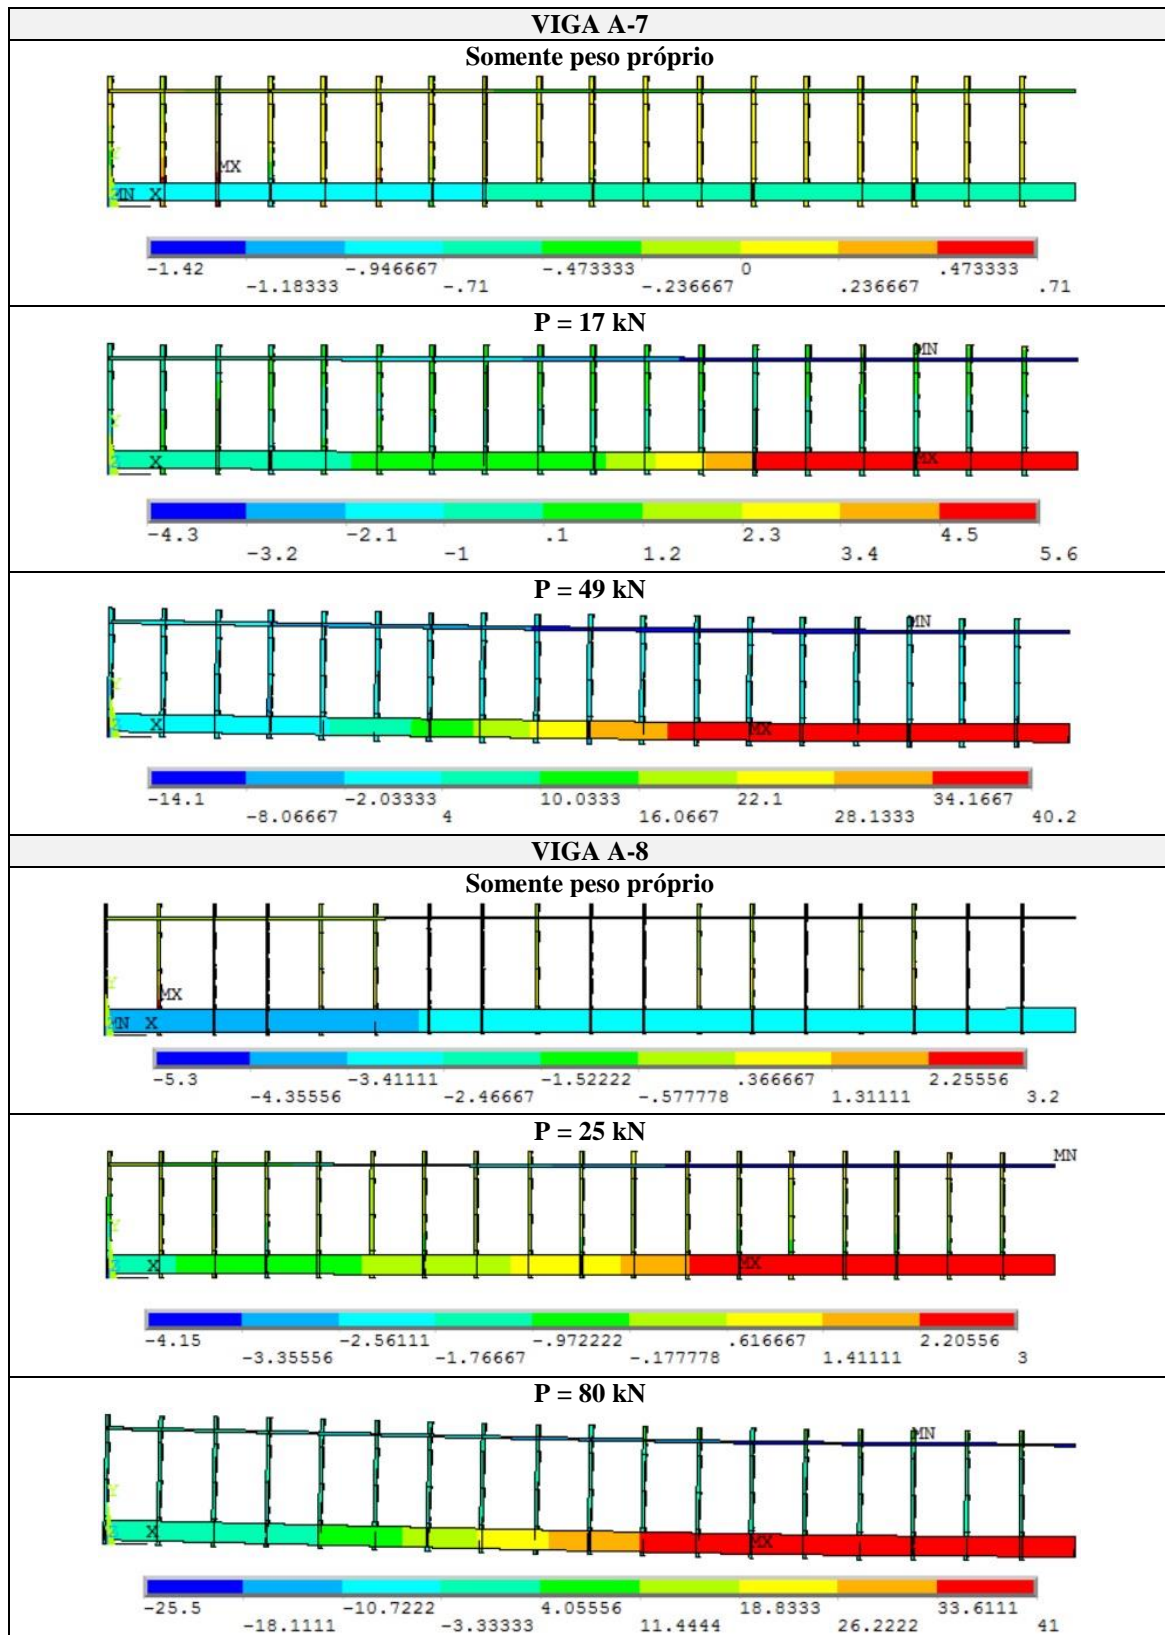 VIGA A-7
Somente peso próprio
Y
MX
MN X
-1.42 -.946667 -.473333 0 .473333
-1.18333 -.71 -.236667 .236667 .71
P = 17 kN
MN
Y
Z X MX
-4.3 -2.1 .1 2.3 4.5
-3.2 -1 1.2 3.4 5.6
P = 49 kN
MN
Y
Z X MX
-14.1 -2.03333 10.0333 22.1 34.1667
-8.06667 4 16.0667 28.1333 40.2
VIGA A-8
Somente peso próprio
Y
MX
MN X
-5.3 -3.41111 -1.52222 .366667 2.25556
-4.35556 -2.46667 -.577778 1.31111 3.2
P = 25 kN
MN
Y
Z X MX
-4.15 -2.56111 -.972222 .616667 2.20556
-3.35556 -1.76667 -.177778 1.41111 3
P = 80 kN
MN
Y
Z X MX
-25.5 -10.7222 4.05556 18.8333 33.6111
-18.1111 -3.33333 11.4444 26.2222 41